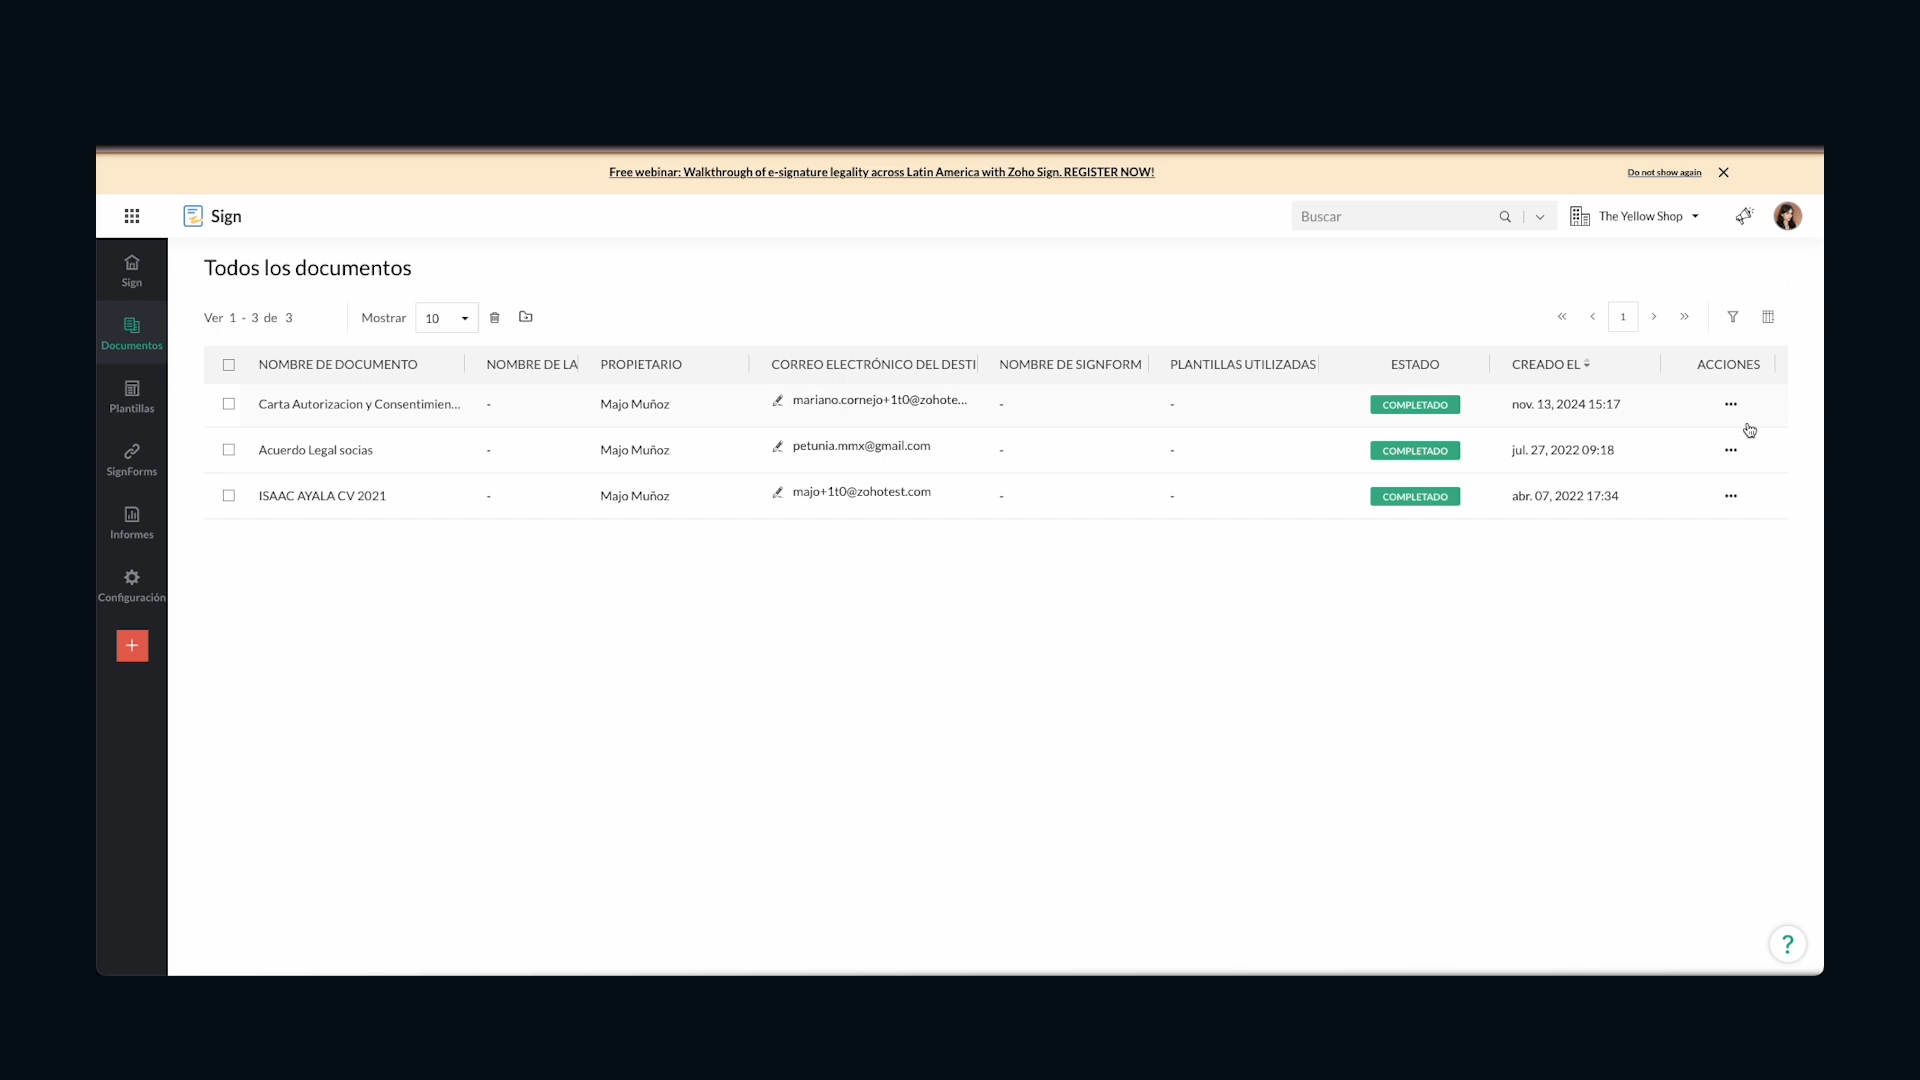 Free webinar: Walkthrough of e-signature legality across Latin America with Zoho Sign. REGISTER NOW!
Do not show again
Sign
Buscar
The Yellow Shop
Sign
Documentos
Plantillas
SignForms
Informes
Configuración
Todos los documentos
Ver 1 - 3 de 3
Mostrar 10
1
NOMBRE DE DOCUMENTO NOMBRE DE LA PROPIETARIO CORREO ELECTRÓNICO DEL DESTI NOMBRE DE SIGNFORM PLANTILLAS UTILIZADAS ESTADO CREADO EL ACCIONES
Carta Autorizacion y Consentimien... - Majo Muñoz mariano.cornejo+1t0@zohote... - - COMPLETADO nov. 13, 2024 15:17
Acuerdo Legal socias - Majo Muñoz petunia.mmx@gmail.com - - COMPLETADO jul. 27, 2022 09:18
ISAAC AYALA CV 2021 - Majo Muñoz majo+1t0@zohotest.com - - COMPLETADO abr. 07, 2022 17:34
?